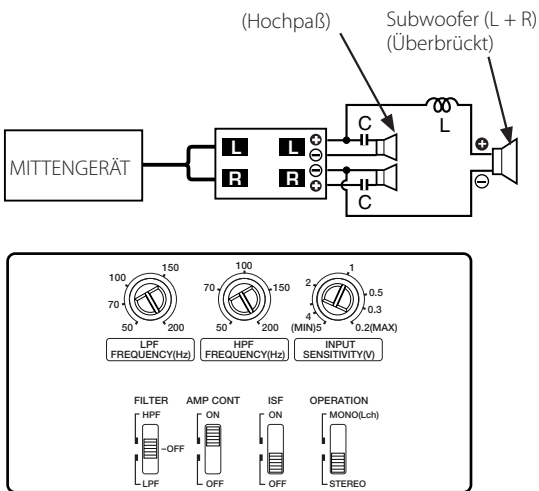 (Hochpaß)
Subwoofer (L + R)
(Überbrückt)
L
C
MITTENGERÄT
L
L
R
R
C
100
150
70
50
200
LPF
FREQUENCY(Hz)
100
70
150
50
200
HPF
FREQUENCY(Hz)
1
2
0.5
0.3
4
(MIN)5
0.2(MAX)
INPUT
SENSITIVITY(V)
FILTER
HPF
OFF
LPF
AMP CONT
ON
OFF
ISF
ON
OFF
OPERATION
MONO(Lch)
STEREO